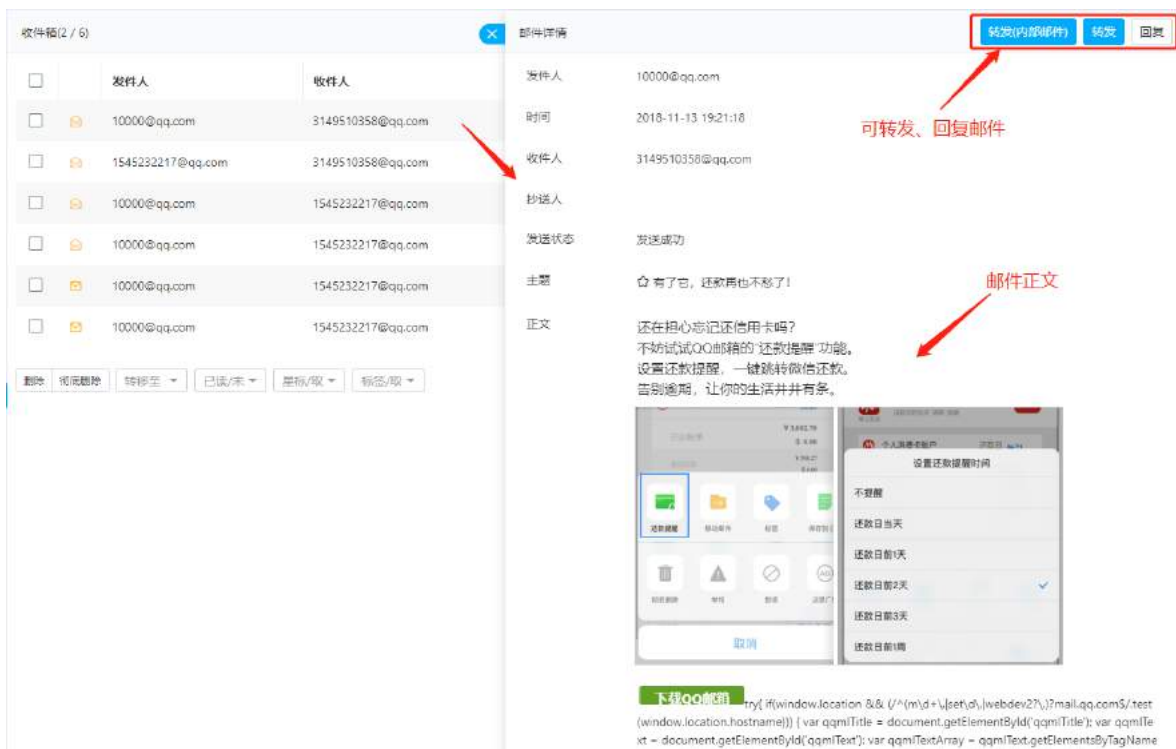 收件箱(2 / 6)
发件人 收件人
10000@qq.com 3149510358@qq.com
1545232217@qq.com 3149510358@qq.com
10000@qq.com 1545232217@qq.com
10000@qq.com 1545232217@qq.com
10000@qq.com 1545232217@qq.com
10000@qq.com 1545232217@qq.com
删除 彻底删除 转移至 已读/未 星标/取 标签/取
邮件详情
转发(内部邮件) 转发 回复
发件人 10000@qq.com
时间 2018-11-13 19:21:18
可转发、回复邮件
收件人 3149510358@qq.com
抄送人
发送状态 发送成功
主题 有了它，还款再也不愁了!
邮件正文
正文 还在担心忘记还信用卡吗?
不妨试试QQ邮箱的"还款提醒"功能。
设置还款提醒，一键跳转微信还款。
告别逾期，让你的生活井井有条。
还款提醒 移动邮件 标签
取消
设置还款提醒时间
不提醒
还款日当天
还款日前1天
还款日前2天
还款日前3天
还款日前1周
下载QQ邮箱
try{ if(window.location && (/^(m\d+\.|set\d\.|webdev2?\.)?mail.qq.com$/.test
(window.location.hostname))) { var qqmlTitle = document.getElementById('qqmlTitle'); var qqmlTe
xt = document.getElementById('qqmlText'); var qqmlTextArray = qqmlText.getElementsByTagName